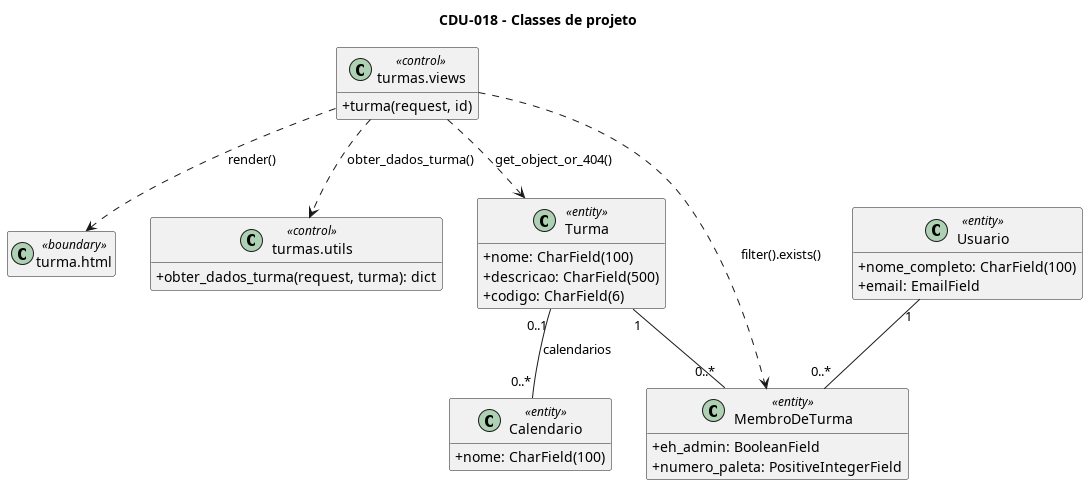 CDU-018 - Classes de projeto
C
«control»
turmas.views
+turma(request, id)
render()
obter_dados_turma()
get_object_or_404()
filter().exists()
C
«boundary»
turma.html
C
«control»
turmas.utils
+obter_dados_turma(request, turma): dict
C
«entity»
Turma
+nome: CharField(100)
+descricao: CharField(500)
+codigo: CharField(6)
C
«entity»
Usuario
+nome_completo: CharField(100)
+email: EmailField
0..1
1
1
calendarios
0..*
0..*
0..*
C
«entity»
Calendario
+nome: CharField(100)
C
«entity»
MembroDeTurma
+eh_admin: BooleanField
+numero_paleta: PositiveIntegerField